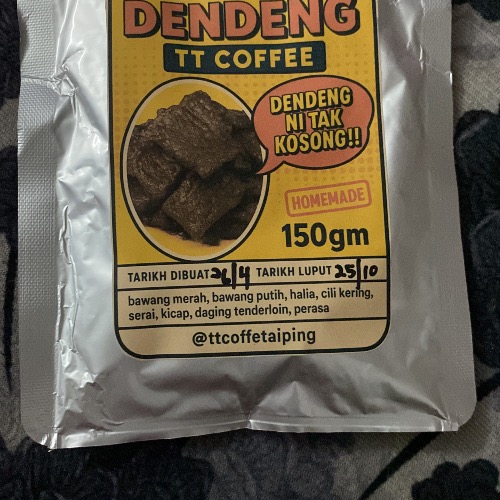 DENDENG
TT COFFEE
DENDENG
NI TAK
KOSONG!!
HOMEMADE
150gm
TARIKH DIBUAT 26/4 TARIKH LUPUT 25/10
bawang merah, bawang putih, halia, cili kering,
serai, kicap, daging tenderloin, perasa
@ttcoffetaiping